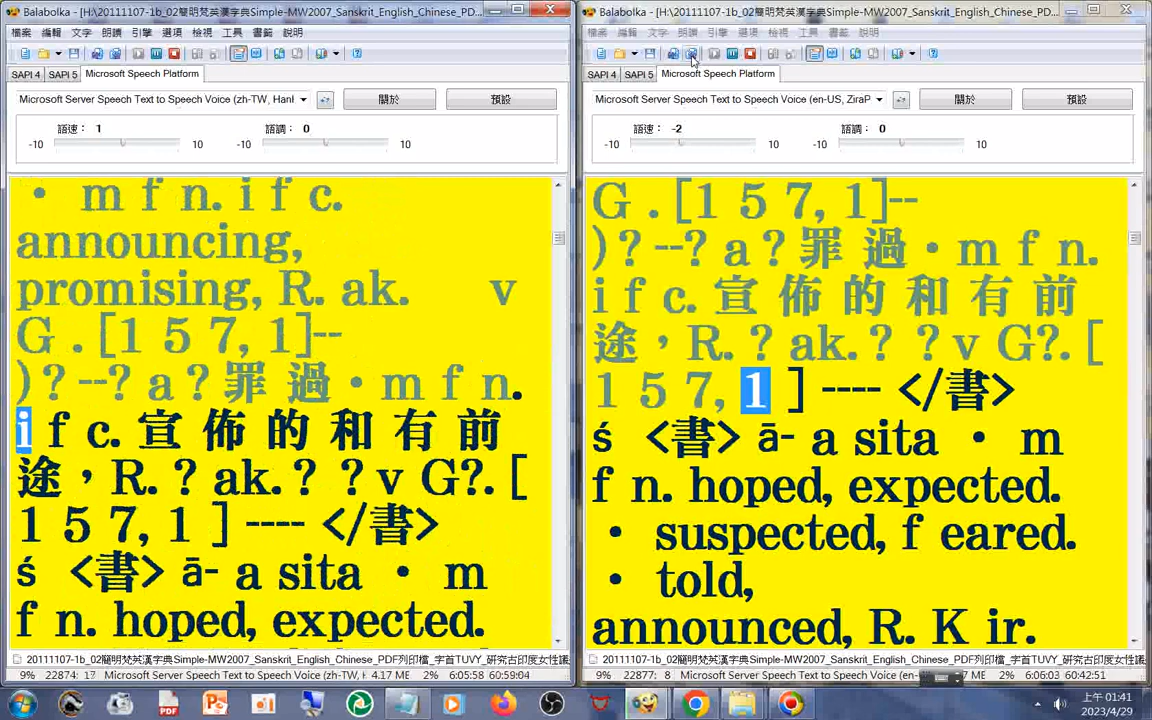 Balabolka - [H:\20111107-1b_02簡明梵英漢字典Simple-MW2007_Sanskrit_English_Chinese_PD...
檔案 編輯 文字 朗讀 引擎 選項 檢視 工具 書籤 說明
SAPI 4 SAPI 5 Microsoft Speech Platform
Microsoft Server Speech Text to Speech Voice (zh-TW, HanH
關於 預設
語速： 1 語調： 0
-10 10 -10 10
• m f n. i f c.
announcing,
promising, R. ak. v
G . [1 5 7, 1]--
)? --? a ? 罪 過 • m f n.
i f c. 宣 佈 的 和 有 前
途，R. ? ak. ? ? v G?. [
1 5 7, 1 ] ---- </書>
ś <書> ā- a sita • m
f n. hoped, expected.
20111107-1b_02簡明梵英漢字典Simple-MW2007_Sanskrit_English_Chinese_PDF列印檔_字首TUVY_研究古印度女性議
9% 22874: 17 Microsoft Server Speech Text to Speech Voice (zh-TW, H 4.17 MB 2% 6:05:58 60:59:04
Balabolka - [H:\20111107-1b_02簡明梵英漢字典Simple-MW2007_Sanskrit_English_Chinese_PD...
檔案 編輯 文字 朗讀 引擎 選項 檢視 工具 書籤 說明
SAPI 4 SAPI 5 Microsoft Speech Platform
Microsoft Server Speech Text to Speech Voice (en-US, ZiraP
關於 預設
語速： -2 語調： 0
-10 10 -10 10
G . [1 5 7, 1]--
)? --? a ? 罪 過 • m f n.
i f c. 宣 佈 的 和 有 前
途，R. ? ak. ? ? v G?. [
1 5 7, 1 ] ---- </書>
ś <書> ā- a sita • m
f n. hoped, expected.
• suspected, f eared.
• told,
announced, R. K ir.
20111107-1b_02簡明梵英漢字典Simple-MW2007_Sanskrit_English_Chinese_PDF列印檔_字首TUVY_研究古印度女性議
9% 22877: 8 Microsoft Server Speech Text to Speech Voice (en- 4.17 MB 2% 6:06:03 60:42:51
上午 01:41
2023/4/29